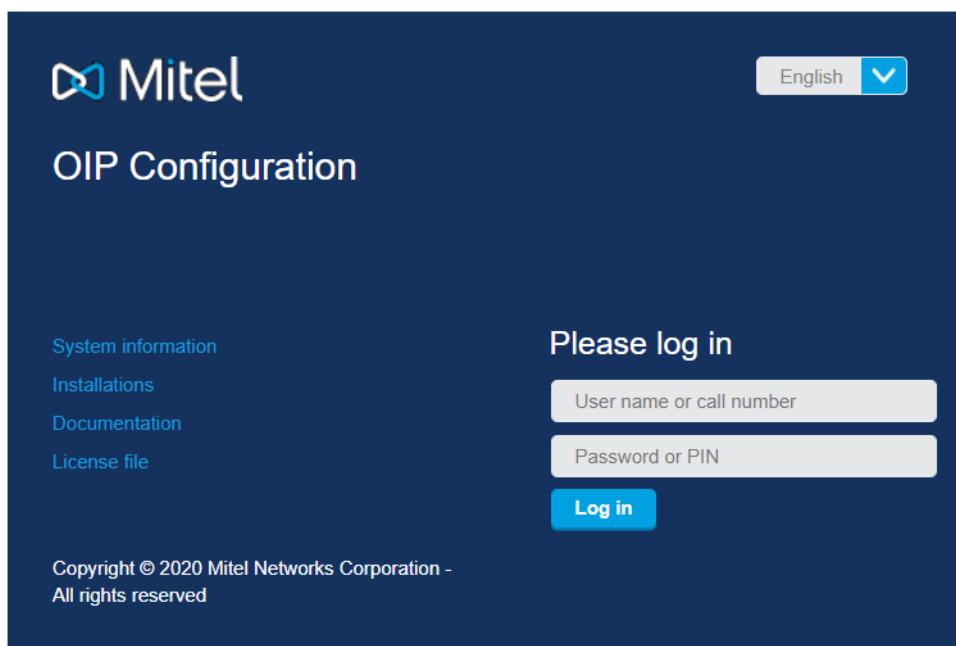 Mitel
English
OIP Configuration
System information
Installations
Documentation
License file
Please log in
User name or call number
Password or PIN
Log in
Copyright © 2020 Mitel Networks Corporation -
All rights reserved